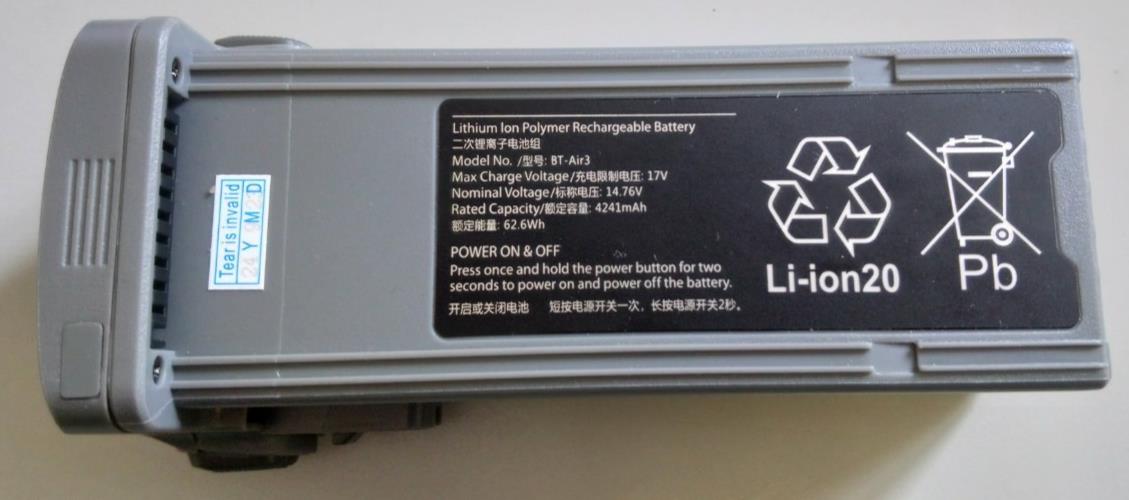 Tear is invalid
24 Y M D
Lithium Ion Polymer Rechargeable Battery
二次锂离子电池组
Model No. /型号: BT-Air3
Max Charge Voltage/充电限制电压: 17V
Nominal Voltage/标称电压: 14.76V
Rated Capacity/额定容量: 4241mAh
额定能量: 62.6Wh
POWER ON & OFF
Press once and hold the power button for two
seconds to power on and power off the battery.
开启或关闭电池 短按电源开关一次，长按电源开关2秒。
Li-ion20
Pb